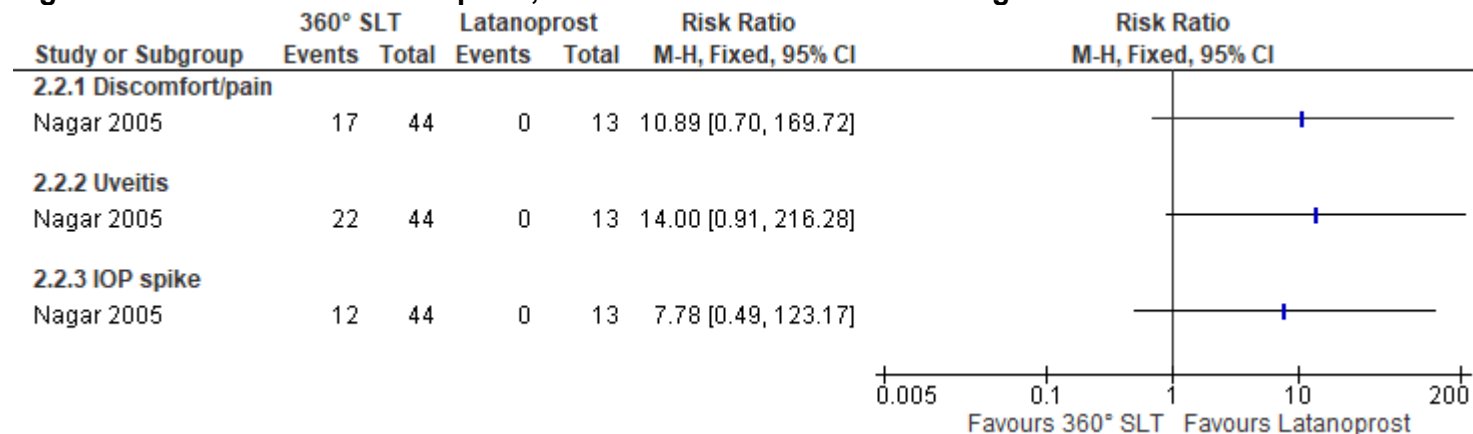 360° SLT Latanoprost Risk Ratio Risk Ratio
Study or Subgroup Events Total Events Total M-H, Fixed, 95% CI M-H, Fixed, 95% CI
2.2.1 Discomfort/pain
Nagar 2005 17 44 0 13 10.89 [0.70, 169.72]
2.2.2 Uveitis
Nagar 2005 22 44 0 13 14.00 [0.91, 216.28]
2.2.3 IOP spike
Nagar 2005 12 44 0 13 7.78 [0.49, 123.17]
0.005 0.1 1 10 200
Favours 360° SLT Favours Latanoprost